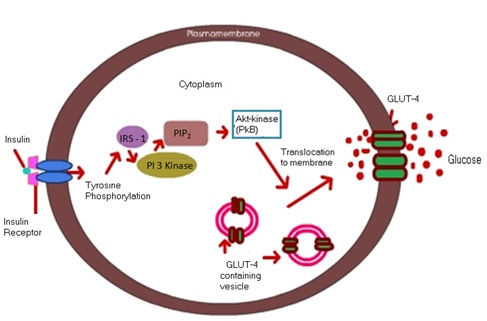 Plasmamembrane
Cytoplasm
GLUT-4
Insulin
IRS - 1
PIP2
Akt-kinase
(PkB)
PI 3 Kinase
Translocation
to membrane
Glucose
Tyrosine
Phosphorylation
Insulin
Receptor
GLUT-4
containing
vesicle